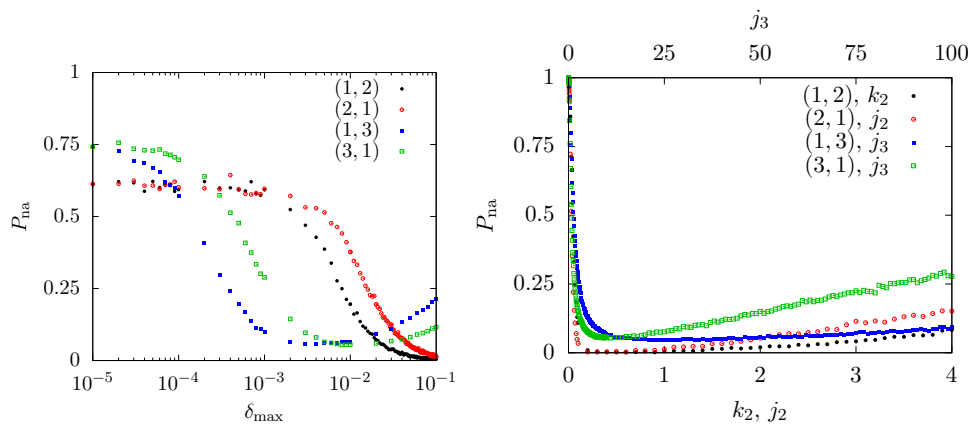 1
0.75
0.5
0.25
0
P_na
10^−5 10^−4 10^−3 10^−2 10^−1
δ_max
(1, 2)
(2, 1)
(1, 3)
(3, 1)
j_3
0 25 50 75 100
1
0.75
0.5
0.25
0
P_na
(1, 2), k_2
(2, 1), j_2
(1, 3), j_3
(3, 1), j_3
0 1 2 3 4
k_2, j_2